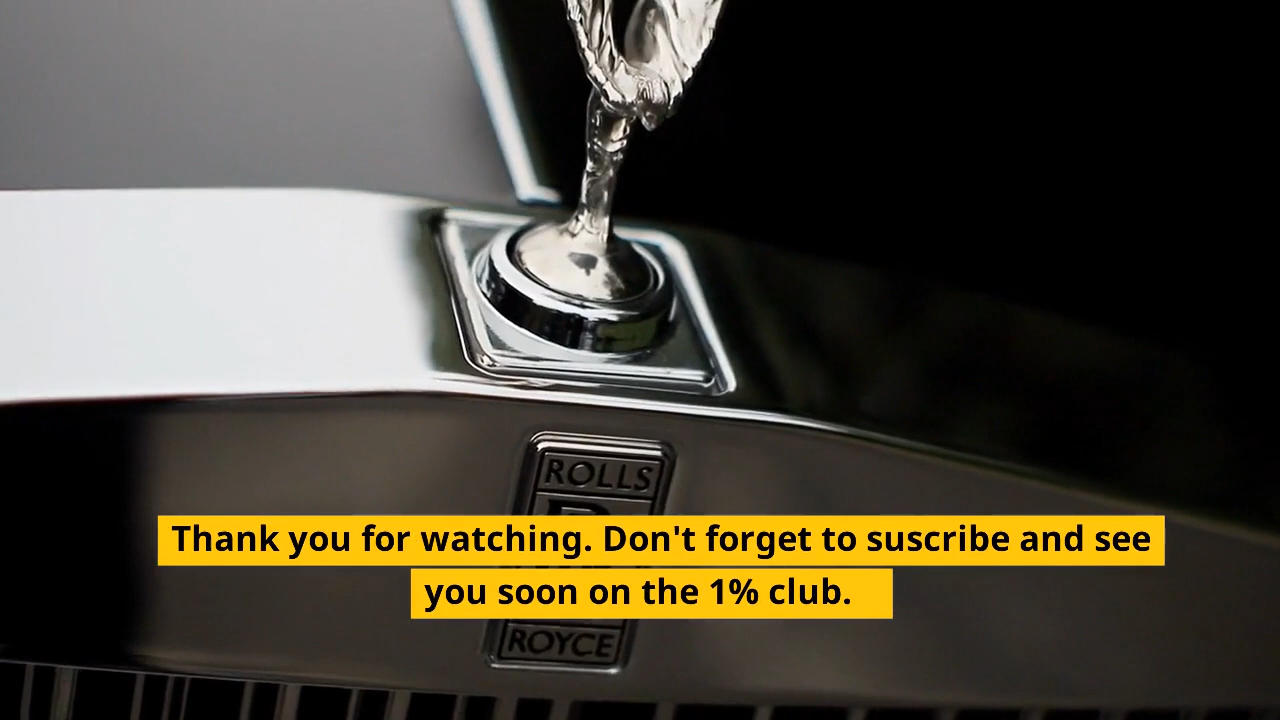 ROLLS
Thank you for watching. Don't forget to suscribe and see
you soon on the 1% club.
ROYCE